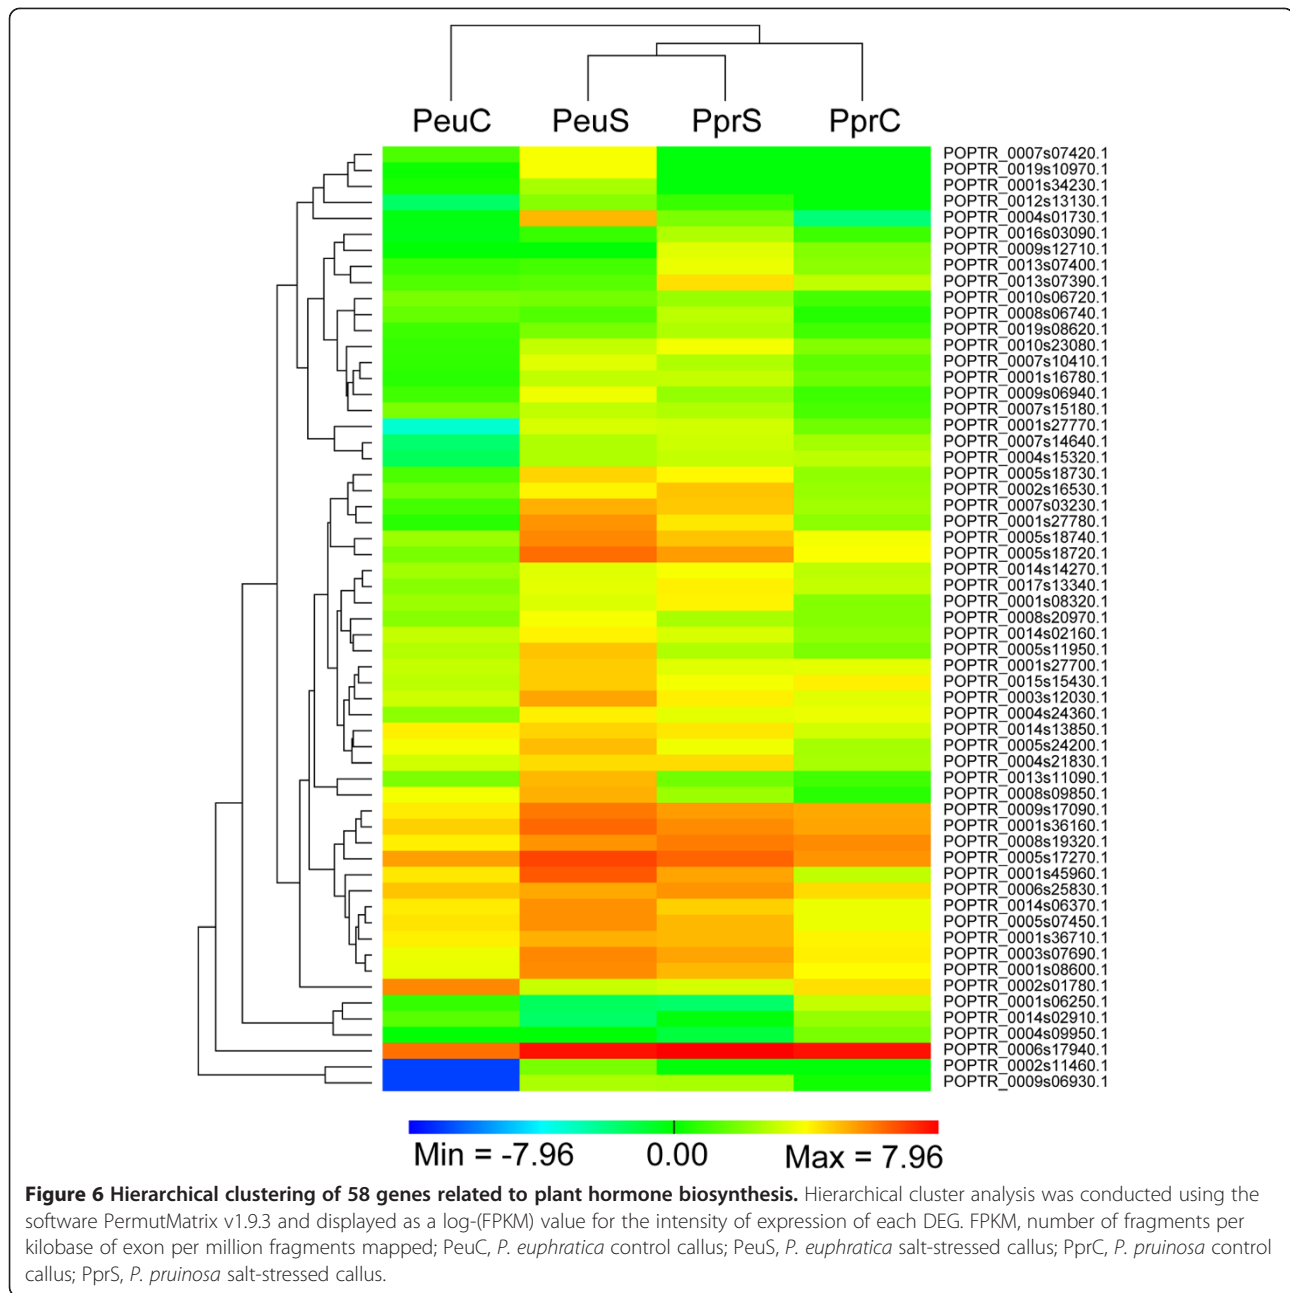 PeuC PeuS PprS PprC
POPTR_0007s07420.1
POPTR_0019s10970.1
POPTR_0001s34230.1
POPTR_0012s13130.1
POPTR_0004s01730.1
POPTR_0016s03090.1
POPTR_0009s12710.1
POPTR_0013s07400.1
POPTR_0013s07390.1
POPTR_0010s06720.1
POPTR_0008s06740.1
POPTR_0019s08620.1
POPTR_0010s23080.1
POPTR_0007s10410.1
POPTR_0001s16780.1
POPTR_0009s06940.1
POPTR_0007s15180.1
POPTR_0001s27770.1
POPTR_0007s14640.1
POPTR_0004s15320.1
POPTR_0005s18730.1
POPTR_0002s16530.1
POPTR_0007s03230.1
POPTR_0001s27780.1
POPTR_0005s18740.1
POPTR_0005s18720.1
POPTR_0014s14270.1
POPTR_0017s13340.1
POPTR_0001s08320.1
POPTR_0008s20970.1
POPTR_0014s02160.1
POPTR_0005s11950.1
POPTR_0001s27700.1
POPTR_0015s15430.1
POPTR_0003s12030.1
POPTR_0004s24360.1
POPTR_0014s13850.1
POPTR_0005s24200.1
POPTR_0004s21830.1
POPTR_0013s11090.1
POPTR_0008s09850.1
POPTR_0009s17090.1
POPTR_0001s36160.1
POPTR_0008s19320.1
POPTR_0005s17270.1
POPTR_0001s45960.1
POPTR_0006s25830.1
POPTR_0014s06370.1
POPTR_0005s07450.1
POPTR_0001s36710.1
POPTR_0003s07690.1
POPTR_0001s08600.1
POPTR_0002s01780.1
POPTR_0001s06250.1
POPTR_0014s02910.1
POPTR_0004s09950.1
POPTR_0006s17940.1
POPTR_0002s11460.1
POPTR_0009s06930.1
Min = -7.96 0.00 Max = 7.96
Figure 6 Hierarchical clustering of 58 genes related to plant hormone biosynthesis. Hierarchical cluster analysis was conducted using the
software PermutMatrix v1.9.3 and displayed as a log-(FPKM) value for the intensity of expression of each DEG. FPKM, number of fragments per
kilobase of exon per million fragments mapped; PeuC, P. euphratica control callus; PeuS, P. euphratica salt-stressed callus; PprC, P. pruinosa control
callus; PprS, P. pruinosa salt-stressed callus.